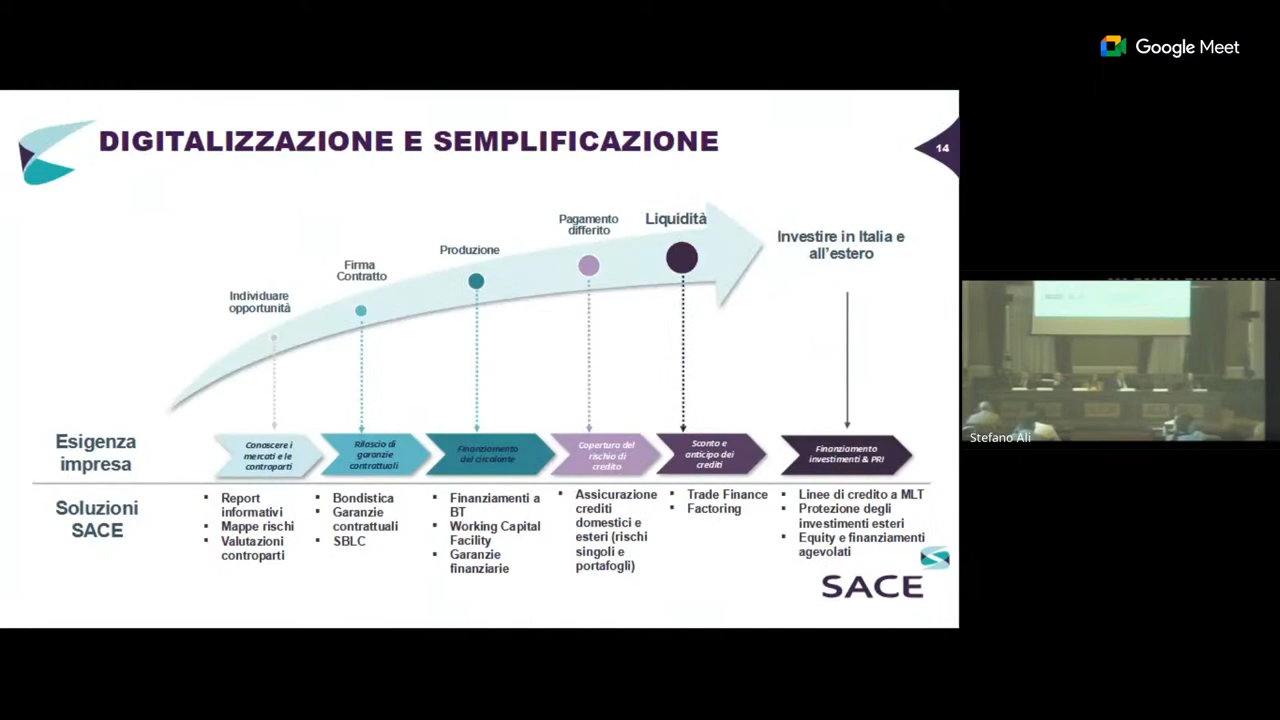 Google Meet
DIGITALIZZAZIONE E SEMPLIFICAZIONE
14
Individuare
opportunità
Firma
Contratto
Produzione
Pagamento
differito
Liquidità
Investire in Italia e
all'estero
Esigenza
impresa
Conoscere i
mercati e le
controparti
Rilascio di
garanzie
contrattuali
Finanziamento
del circolante
Copertura del
rischio di
credito
Sconto e
anticipo dei
crediti
Finanziamento
investimenti & PRI
Soluzioni
SACE
▪ Report
informativi
▪ Mappe rischi
▪ Valutazioni
controparti
▪ Bondistica
▪ Garanzie
contrattuali
▪ SBLC
▪ Finanziamenti a
BT
▪ Working Capital
Facility
▪ Garanzie
finanziarie
▪ Assicurazione
crediti
domestici e
esteri (rischi
singoli e
portafogli)
▪ Trade Finance
▪ Factoring
▪ Linee di credito a MLT
▪ Protezione degli
investimenti esteri
▪ Equity e finanziamenti
agevolati
SACE
Stefano Ali